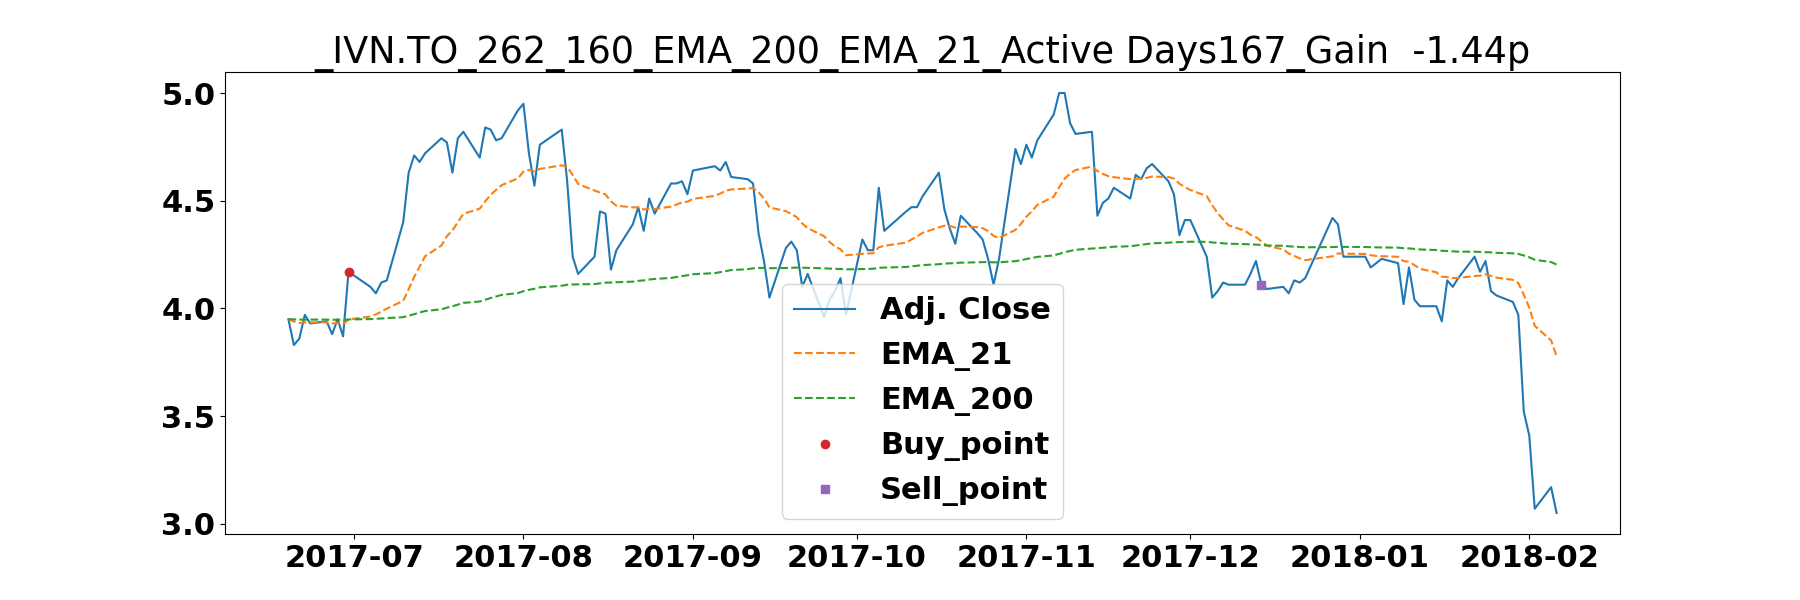 _IVN.TO_262_160_EMA_200_EMA_21_Active Days167_Gain  -1.44p
5.0
4.5
4.0
3.5
3.0
Adj. Close
EMA_21
EMA_200
Buy_point
Sell_point
2017-07 2017-08 2017-09 2017-10 2017-11 2017-12 2018-01 2018-02